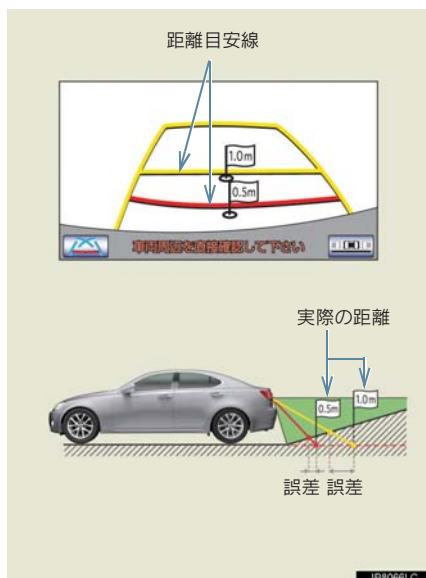 距離目安線
1.0m
0.5m
車両周辺を直接確認して下さい
実際の距離
0.5m
1.0m
誤差 誤差
JP8066LC